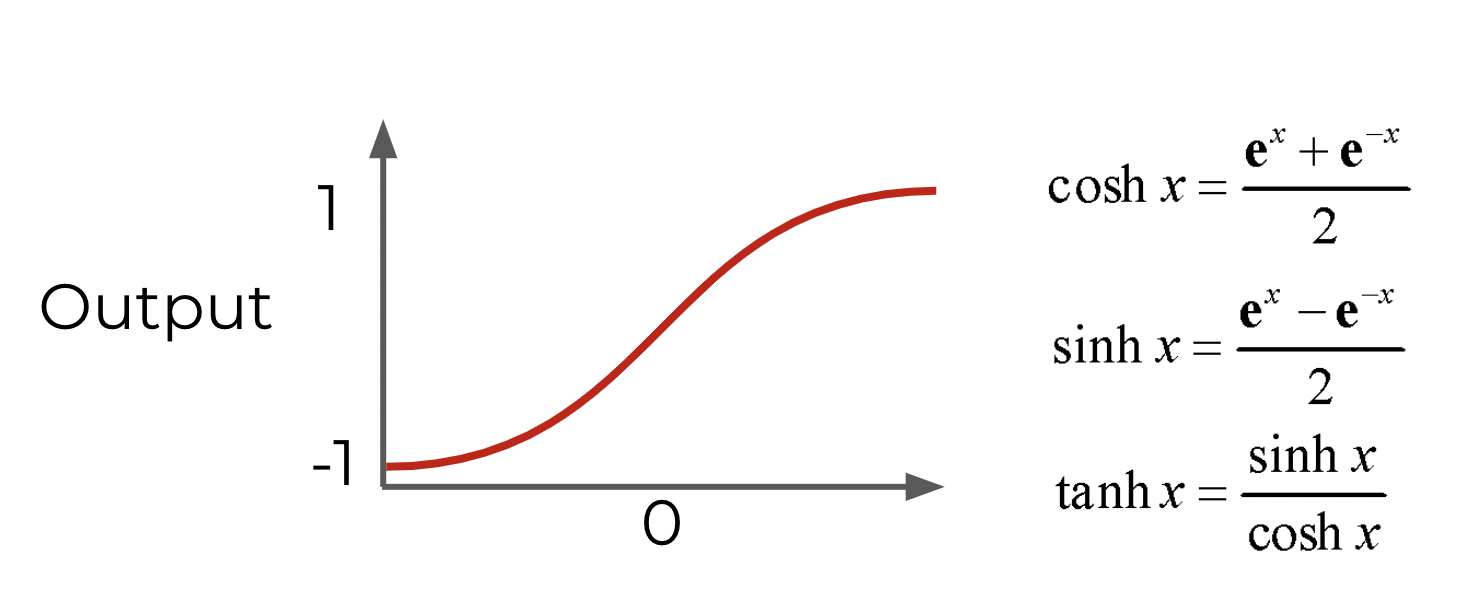 1
Output
-1
0
cosh x = (e^x + e^{-x}) / 2
sinh x = (e^x - e^{-x}) / 2
tanh x = sinh x / cosh x